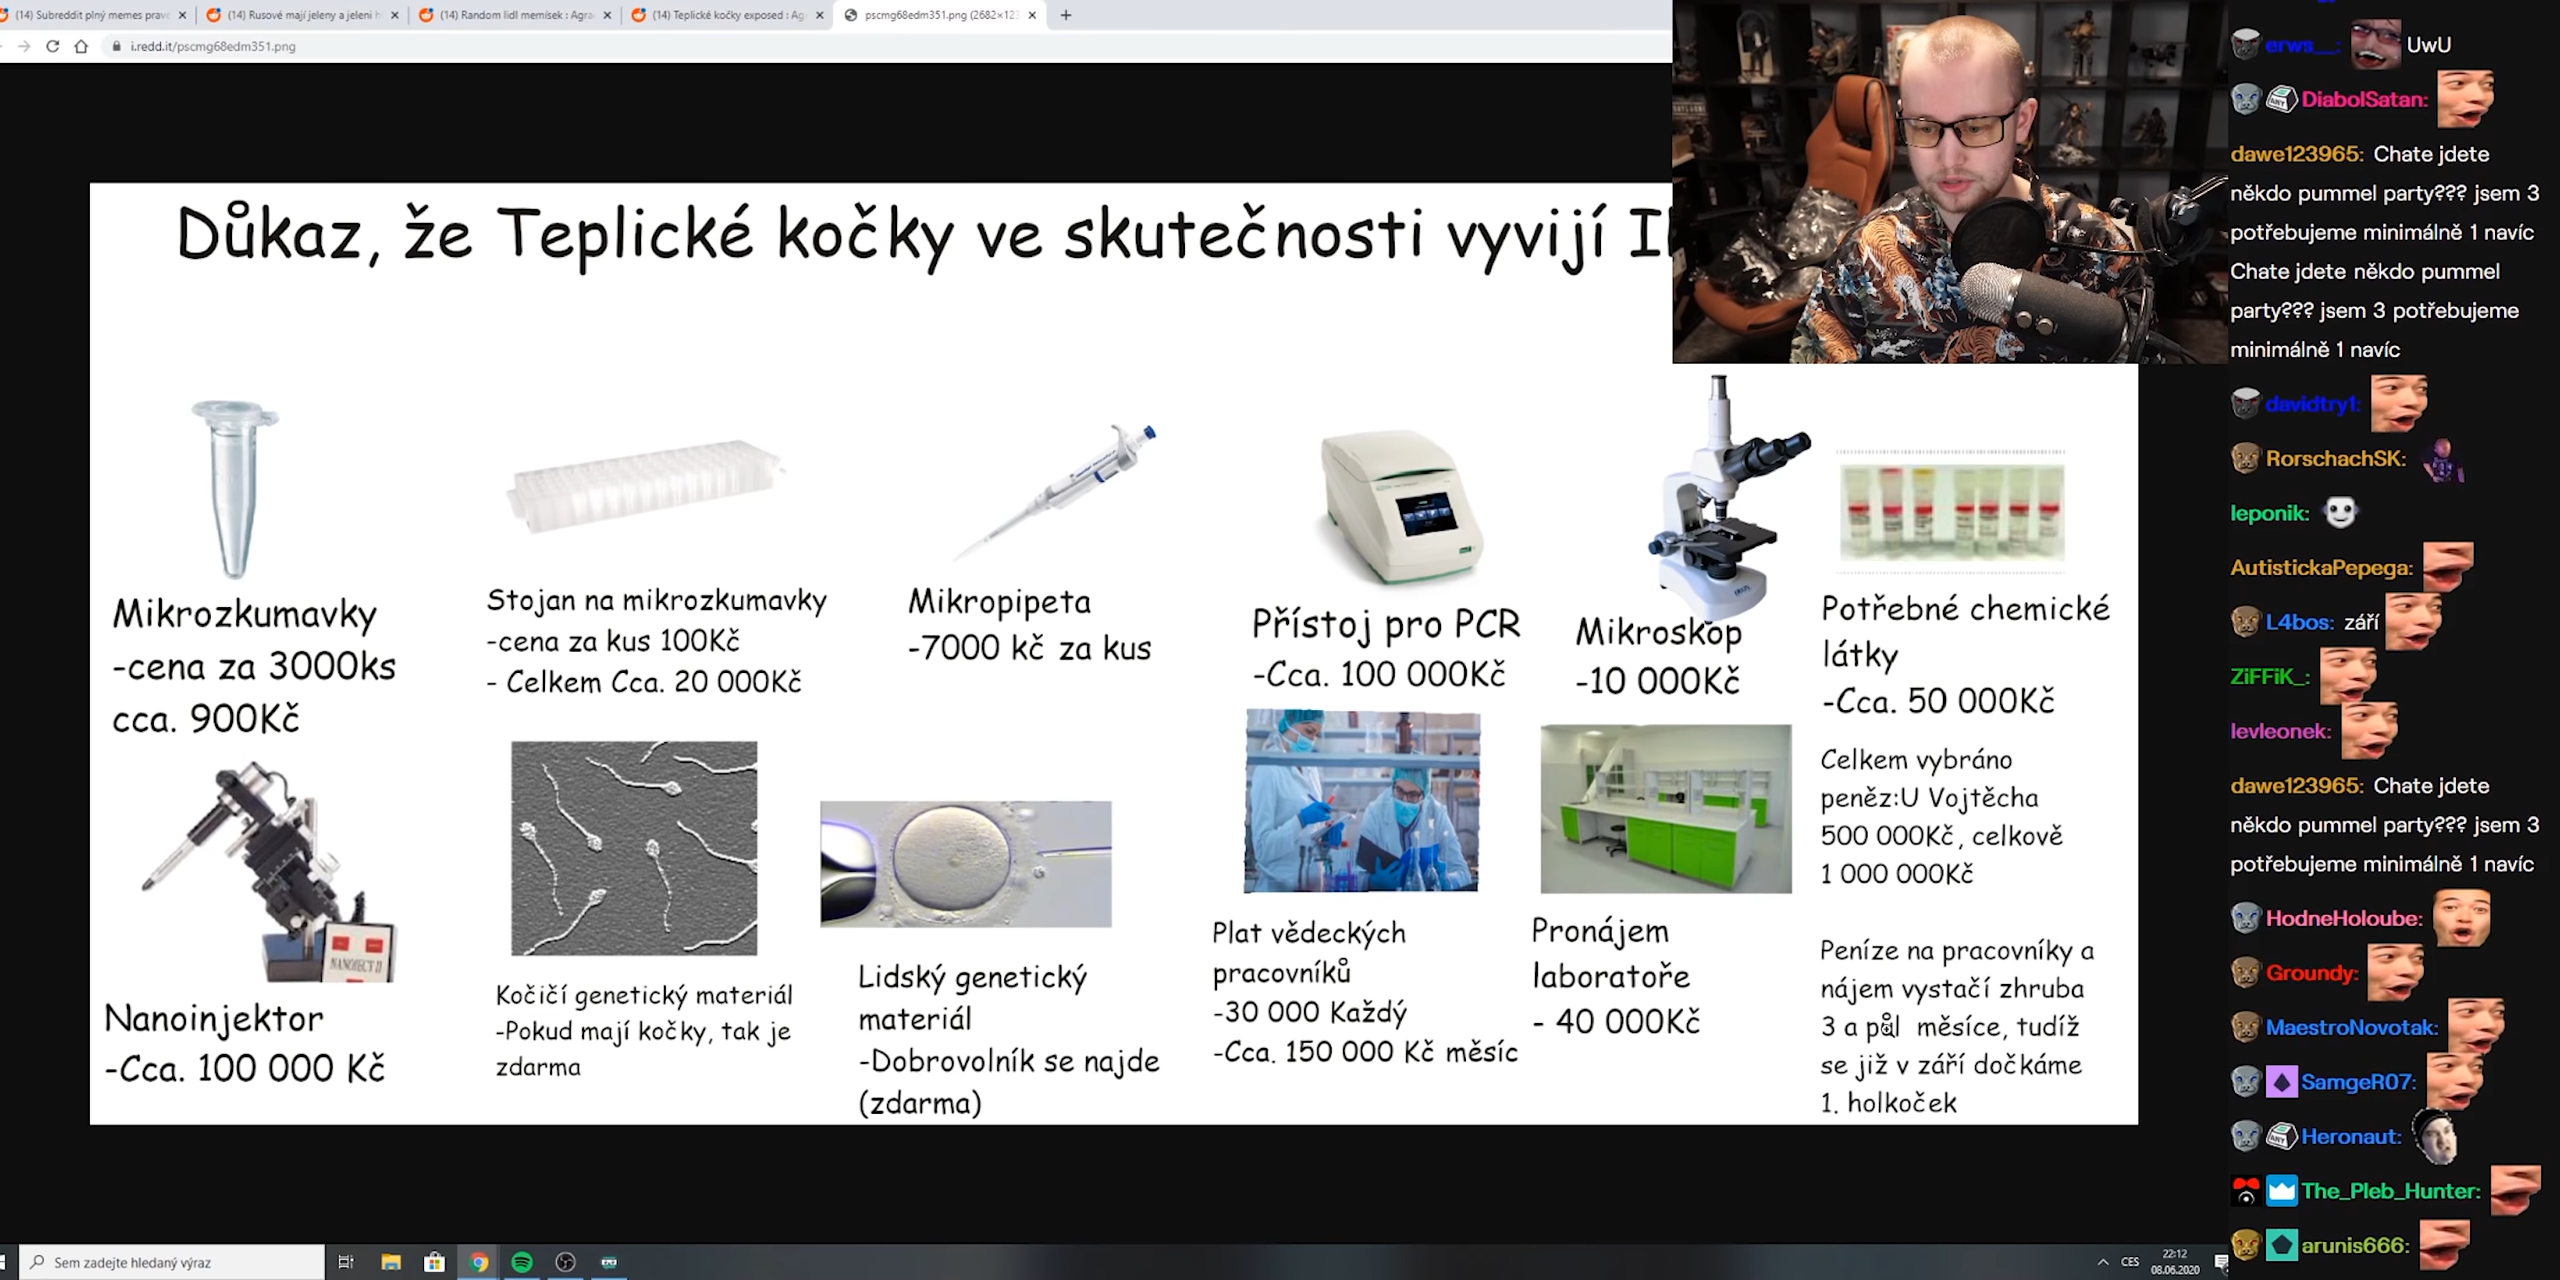 (14) Subreddit plný memes prav
(14) Rusové mají jeleny a jeleni
(14) Random lidl memísek : Agra
(14) Teplické kočky exposed : Ag
pscmg68edm351.png (2682×12
i.redd.it/pscmg68edm351.png
Důkaz, že Teplické kočky ve skutečnosti vyvijí
Mikrozkumavky
-cena za 3000ks
cca. 900Kč
Stojan na mikrozkumavky
-cena za kus 100Kč
- Celkem Cca. 20 000Kč
Mikropipeta
-7000 kč za kus
Přístoj pro PCR
-Cca. 100 000Kč
Mikroskop
-10 000Kč
Potřebné chemické
látky
-Cca. 50 000Kč
NANOJECT II
Nanoinjektor
-Cca. 100 000 Kč
Kočičí genetický materiál
-Pokud mají kočky, tak je
zdarma
Lidský genetický
materiál
-Dobrovolník se najde
(zdarma)
Plat vědeckých
pracovníků
-30 000 Každý
-Cca. 150 000 Kč měsíc
Pronájem
laboratoře
- 40 000Kč
Celkem vybráno
peněz:U Vojtěcha
500 000Kč, celkově
1 000 000Kč
Peníze na pracovníky a
nájem vystačí zhruba
3 a půl měsíce, tudíž
se již v září dočkáme
1. holkoček
erws__: UwU
DiabolSatan:
dawe123965: Chate jdete
někdo pummel party??? jsem 3
potřebujeme minimálně 1 navíc
Chate jdete někdo pummel
party??? jsem 3 potřebujeme
minimálně 1 navíc
davidtry1:
RorschachSK:
leponik:
AutistickaPepega:
L4bos: září
ZiFFiK_:
levleonek:
dawe123965: Chate jdete
někdo pummel party??? jsem 3
potřebujeme minimálně 1 navíc
HodneHoloube:
Groundy:
MaestroNovotak:
SamgeR07:
Heronaut:
The_Pleb_Hunter:
arunis666:
Sem zadejte hledaný výraz
CES
22:12
08.06.2020